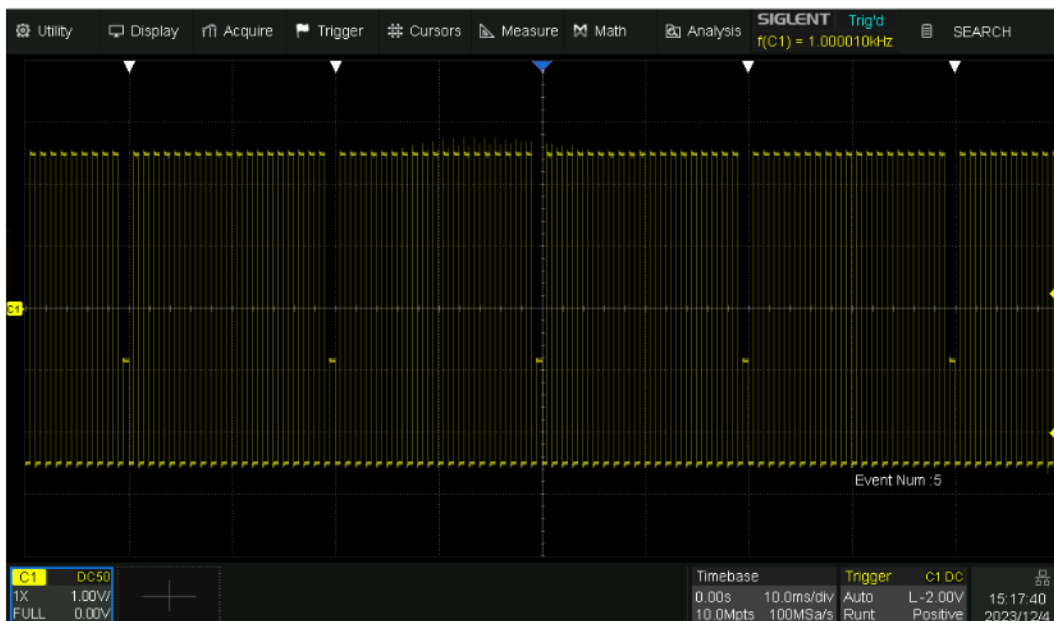 Utility Display Acquire Trigger Cursors Measure Math Analysis SIGLENT Trig'd SEARCH
f(C1) = 1.000010kHz
C1
Event Num :5
C1 DC50
1X 1.00V/
FULL 0.00V
Timebase
0.00s 10.0ms/div
10.0Mpts 100MSa/s
Trigger C1 DC
Auto L -2.00V
Runt Positive
15:17:40
2023/12/4